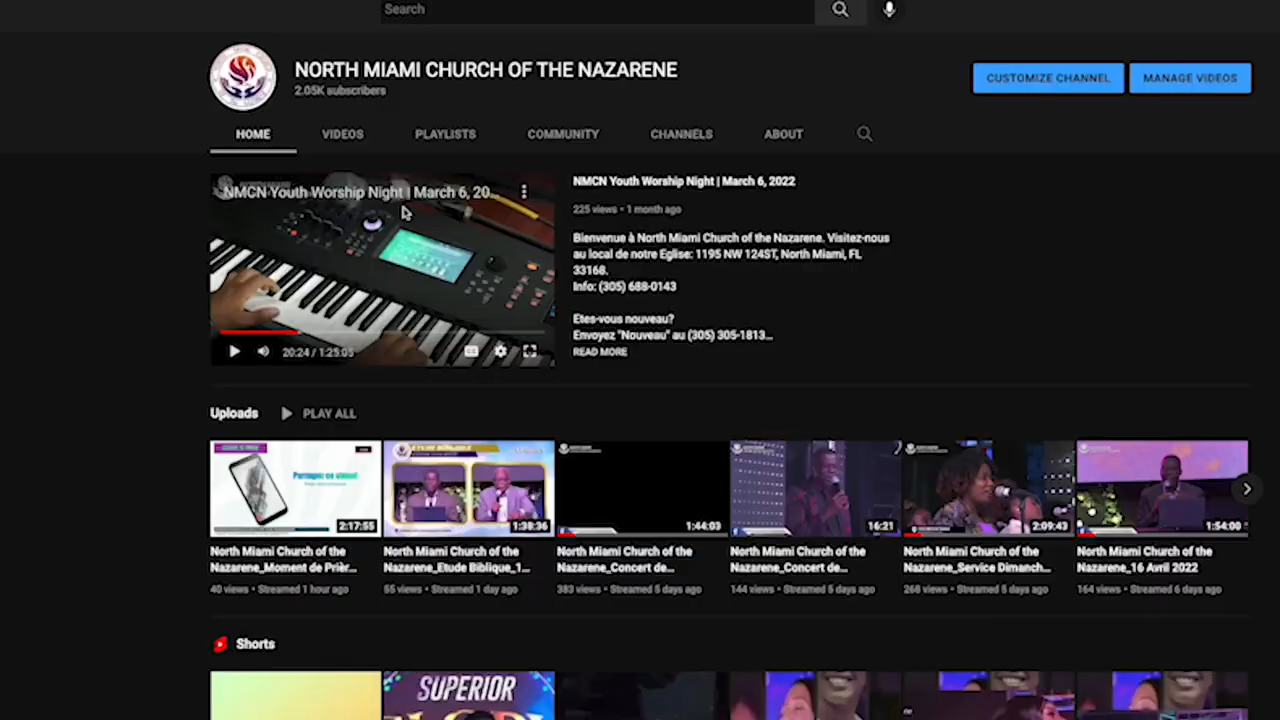 Search
NORTH MIAMI CHURCH OF THE NAZARENE
2.05K subscribers
CUSTOMIZE CHANNEL
MANAGE VIDEOS
HOME
VIDEOS
PLAYLISTS
COMMUNITY
CHANNELS
ABOUT
NMCN Youth Worship Night | March 6, 20...
20:24 / 1:25:05
NMCN Youth Worship Night | March 6, 2022
225 views • 1 month ago
Bienvenue à North Miami Church of the Nazarene. Visitez-nous
au local de notre Eglise: 1195 NW 124ST, North Miami, FL
33168.
Info: (305) 688-0143
Etes-vous nouveau?
Envoyez "Nouveau" au (305) 305-1813...
READ MORE
Uploads
PLAY ALL
Partagez ce video!
2:17:55
North Miami Church of the
Nazarene_Moment de Prièr...
40 views • Streamed 1 hour ago
1:38:36
North Miami Church of the
Nazarene_Etude Biblique_1...
55 views • Streamed 1 day ago
1:44:03
North Miami Church of the
Nazarene_Concert de...
383 views • Streamed 5 days ago
16:21
North Miami Church of the
Nazarene_Concert de...
144 views • Streamed 5 days ago
2:09:43
North Miami Church of the
Nazarene_Service Dimanch...
268 views • Streamed 5 days ago
1:54:00
North Miami Church of the
Nazarene_16 Avril 2022
164 views • Streamed 6 days ago
Shorts
SUPERIOR